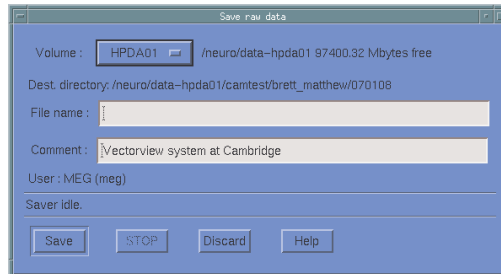 Save raw data
Volume : HPDA01 /neuro/data-hpda01 97400.32 Mbytes free
Dest. directory: /neuro/data-hpda01/camtest/brett_matthew/070108
File name :
Comment : Vectorview system at Cambridge
User : MEG (meg)
Saver idle.
Save STOP Discard Help